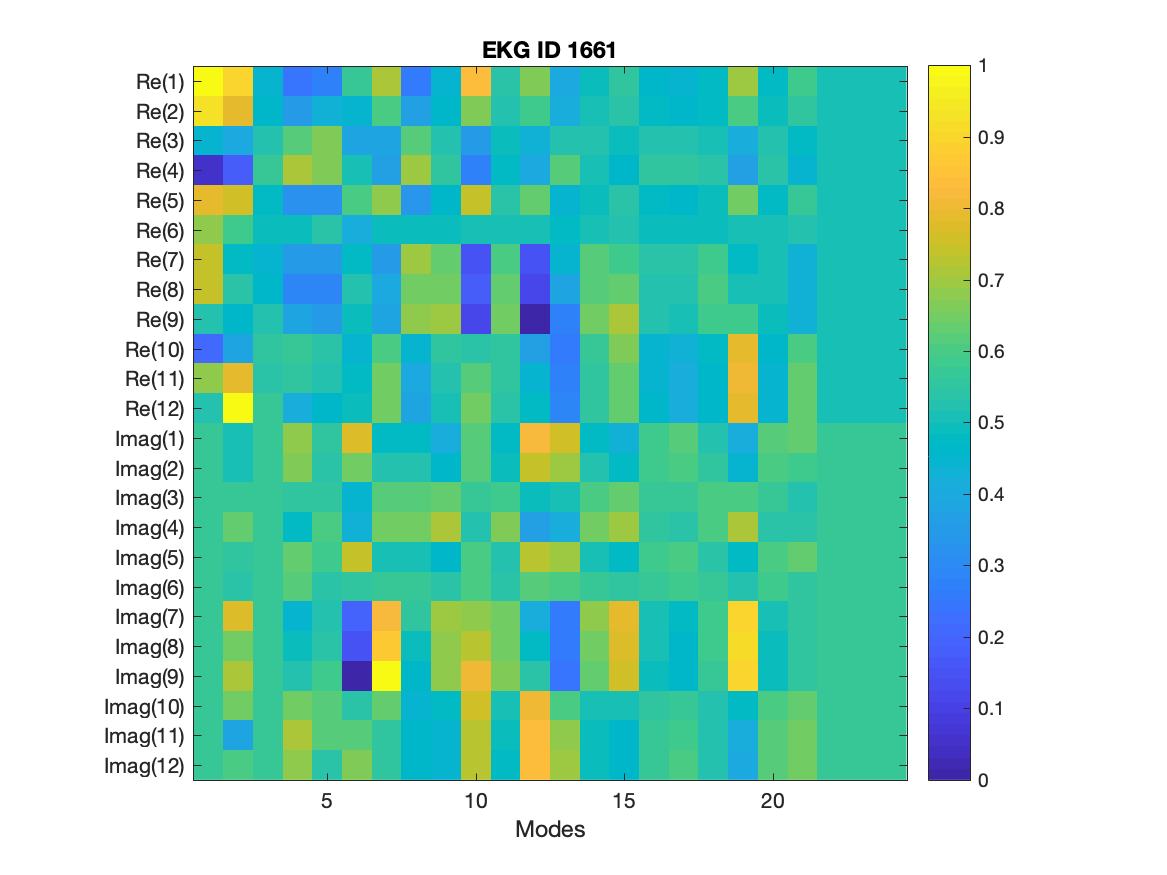 EKG ID 1661
Re(1)
Re(2)
Re(3)
Re(4)
Re(5)
Re(6)
Re(7)
Re(8)
Re(9)
Re(10)
Re(11)
Re(12)
Imag(1)
Imag(2)
Imag(3)
Imag(4)
Imag(5)
Imag(6)
Imag(7)
Imag(8)
Imag(9)
Imag(10)
Imag(11)
Imag(12)
5 10 15 20
Modes
1
0.9
0.8
0.7
0.6
0.5
0.4
0.3
0.2
0.1
0